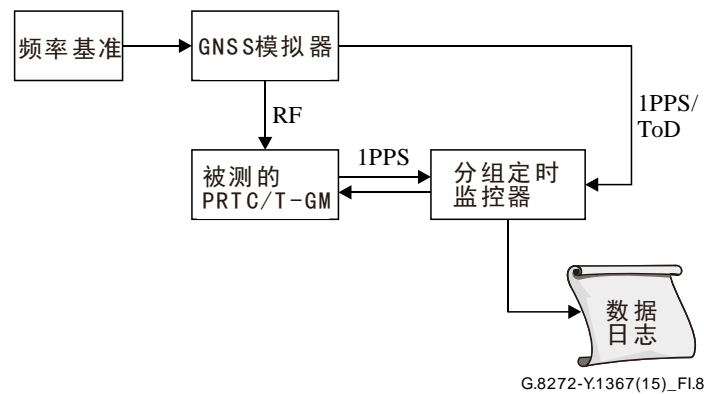 频率基准
GNSS模拟器
RF
1PPS/
ToD
被测的
PRTC/T-GM
1PPS
分组定时
监控器
数据
日志
G.8272-Y.1367(15)_FI.8